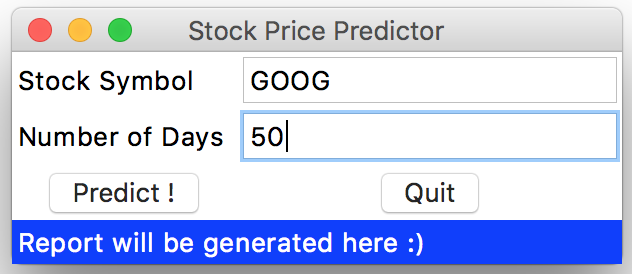 Stock Price Predictor
Stock Symbol GOOG
Number of Days 50
Predict ! Quit
Report will be generated here :)